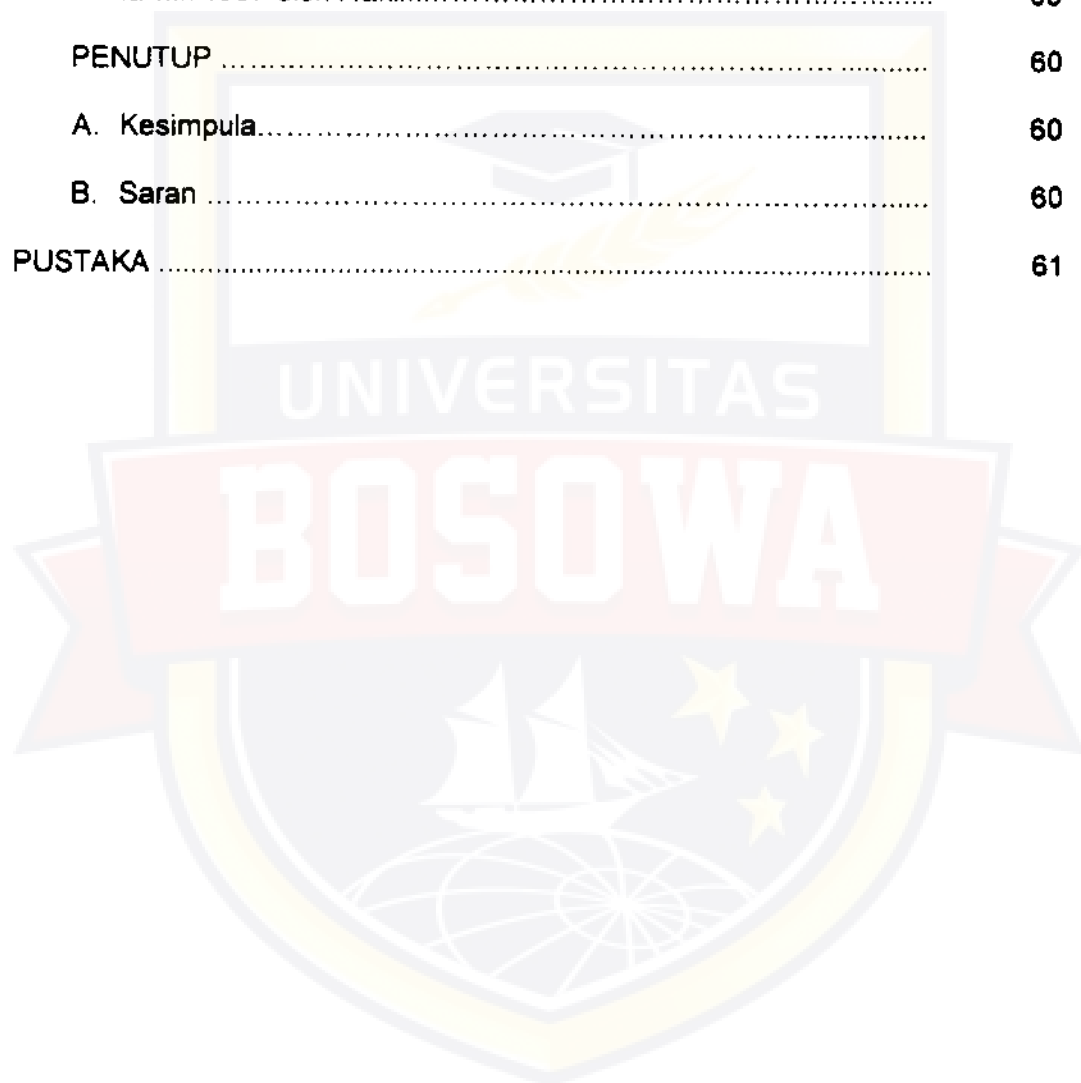 PENUTUP ........................................ 60
A. Kesimpula........................................ 60
B. Saran ........................................ 60
PUSTAKA ........................................ 61
UNIVERSITAS
BOSOWA